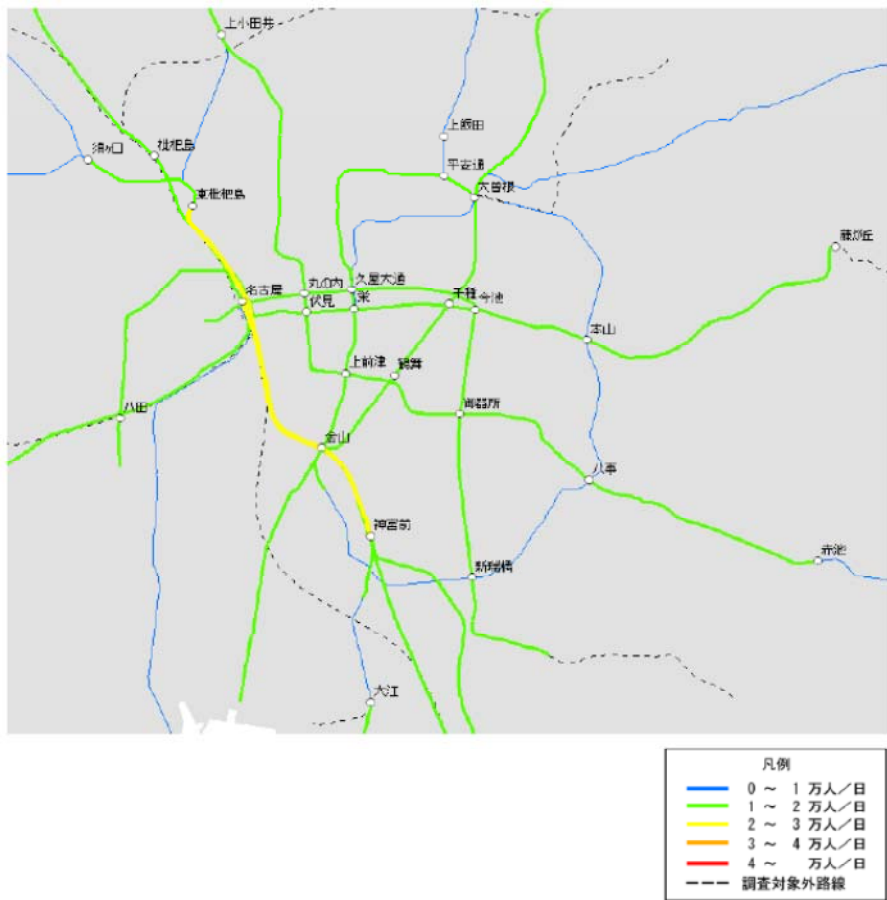 上小田井
上飯田
須ヶ口
枇杷島
平安通
大曽根
東枇杷島
藤が丘
名古屋
丸の内
久屋大通
伏見
栄
千種
今池
本山
上前津
鶴舞
八田
御器所
金山
八事
神宮前
赤池
新瑞橋
大江
凡例
0 ～ 1 万人／日
1 ～ 2 万人／日
2 ～ 3 万人／日
3 ～ 4 万人／日
4 ～ 万人／日
調査対象外路線